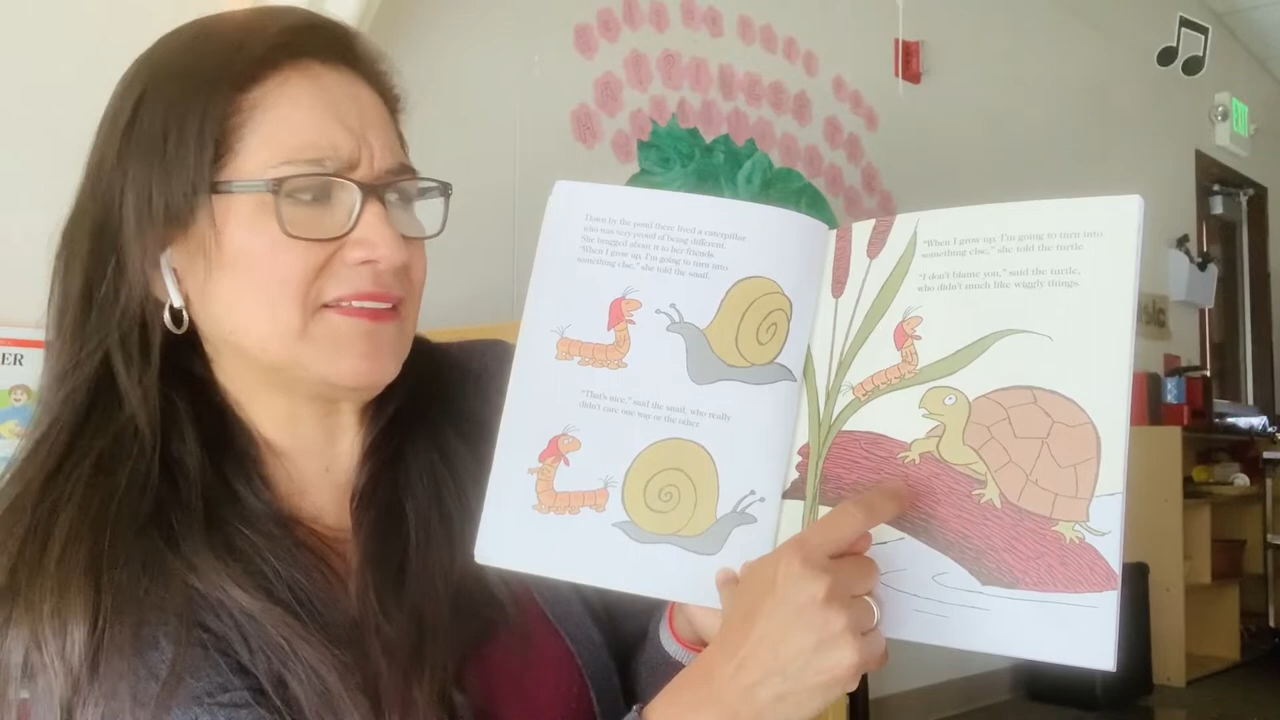 Down by the pond there lived a caterpillar
who was very proud of being different.
She bragged about it to her friends.
"When I grow up, I'm going to turn into
something else," she told the snail.
"That's nice," said the snail, who really
didn't care one way or the other.
"When I grow up, I'm going to turn into
something else," she told the turtle.
"I don't blame you," said the turtle,
who didn't much like wiggly things.
EXIT
ER